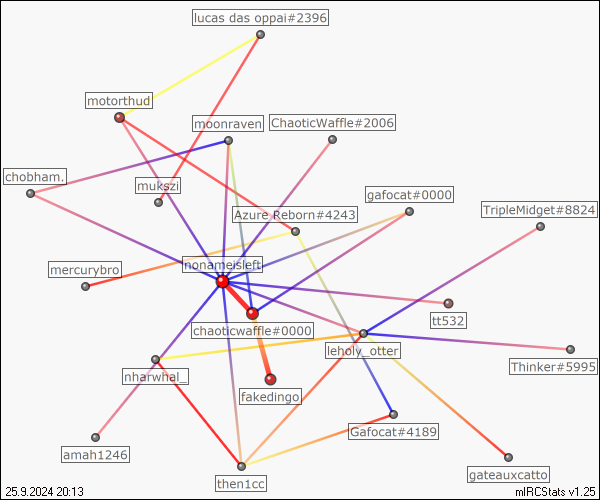 lucas das oppai#2396
motorthud
moonraven
ChaoticWaffle#2006
chobham.
mukszi
gafocat#0000
Azure Reborn#4243
TripleMidget#8824
mercurybro
nonameisleft
tt532
chaoticwaffle#0000
leholy_otter
nharwhal_
Thinker#5995
fakedingo
Gafocat#4189
amah1246
gateauxcatto
then1cc
25.9.2024 20:13
mIRCStats v1.25